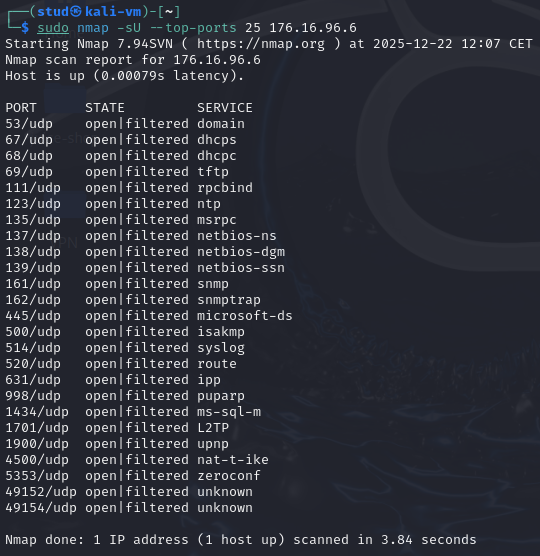 ┌──(stud㉿kali-vm)-[~]
└─$ sudo nmap -sU --top-ports 25 176.16.96.6
Starting Nmap 7.94SVN ( https://nmap.org ) at 2025-12-22 12:07 CET
Nmap scan report for 176.16.96.6
Host is up (0.00079s latency).

PORT      STATE         SERVICE
53/udp    open|filtered domain
67/udp    open|filtered dhcps
68/udp    open|filtered dhcpc
69/udp    open|filtered tftp
111/udp   open|filtered rpcbind
123/udp   open|filtered ntp
135/udp   open|filtered msrpc
137/udp   open|filtered netbios-ns
138/udp   open|filtered netbios-dgm
139/udp   open|filtered netbios-ssn
161/udp   open|filtered snmp
162/udp   open|filtered snmptrap
445/udp   open|filtered microsoft-ds
500/udp   open|filtered isakmp
514/udp   open|filtered syslog
520/udp   open|filtered route
631/udp   open|filtered ipp
998/udp   open|filtered puparp
1434/udp  open|filtered ms-sql-m
1701/udp  open|filtered L2TP
1900/udp  open|filtered upnp
4500/udp  open|filtered nat-t-ike
5353/udp  open|filtered zeroconf
49152/udp open|filtered unknown
49154/udp open|filtered unknown

Nmap done: 1 IP address (1 host up) scanned in 3.84 seconds